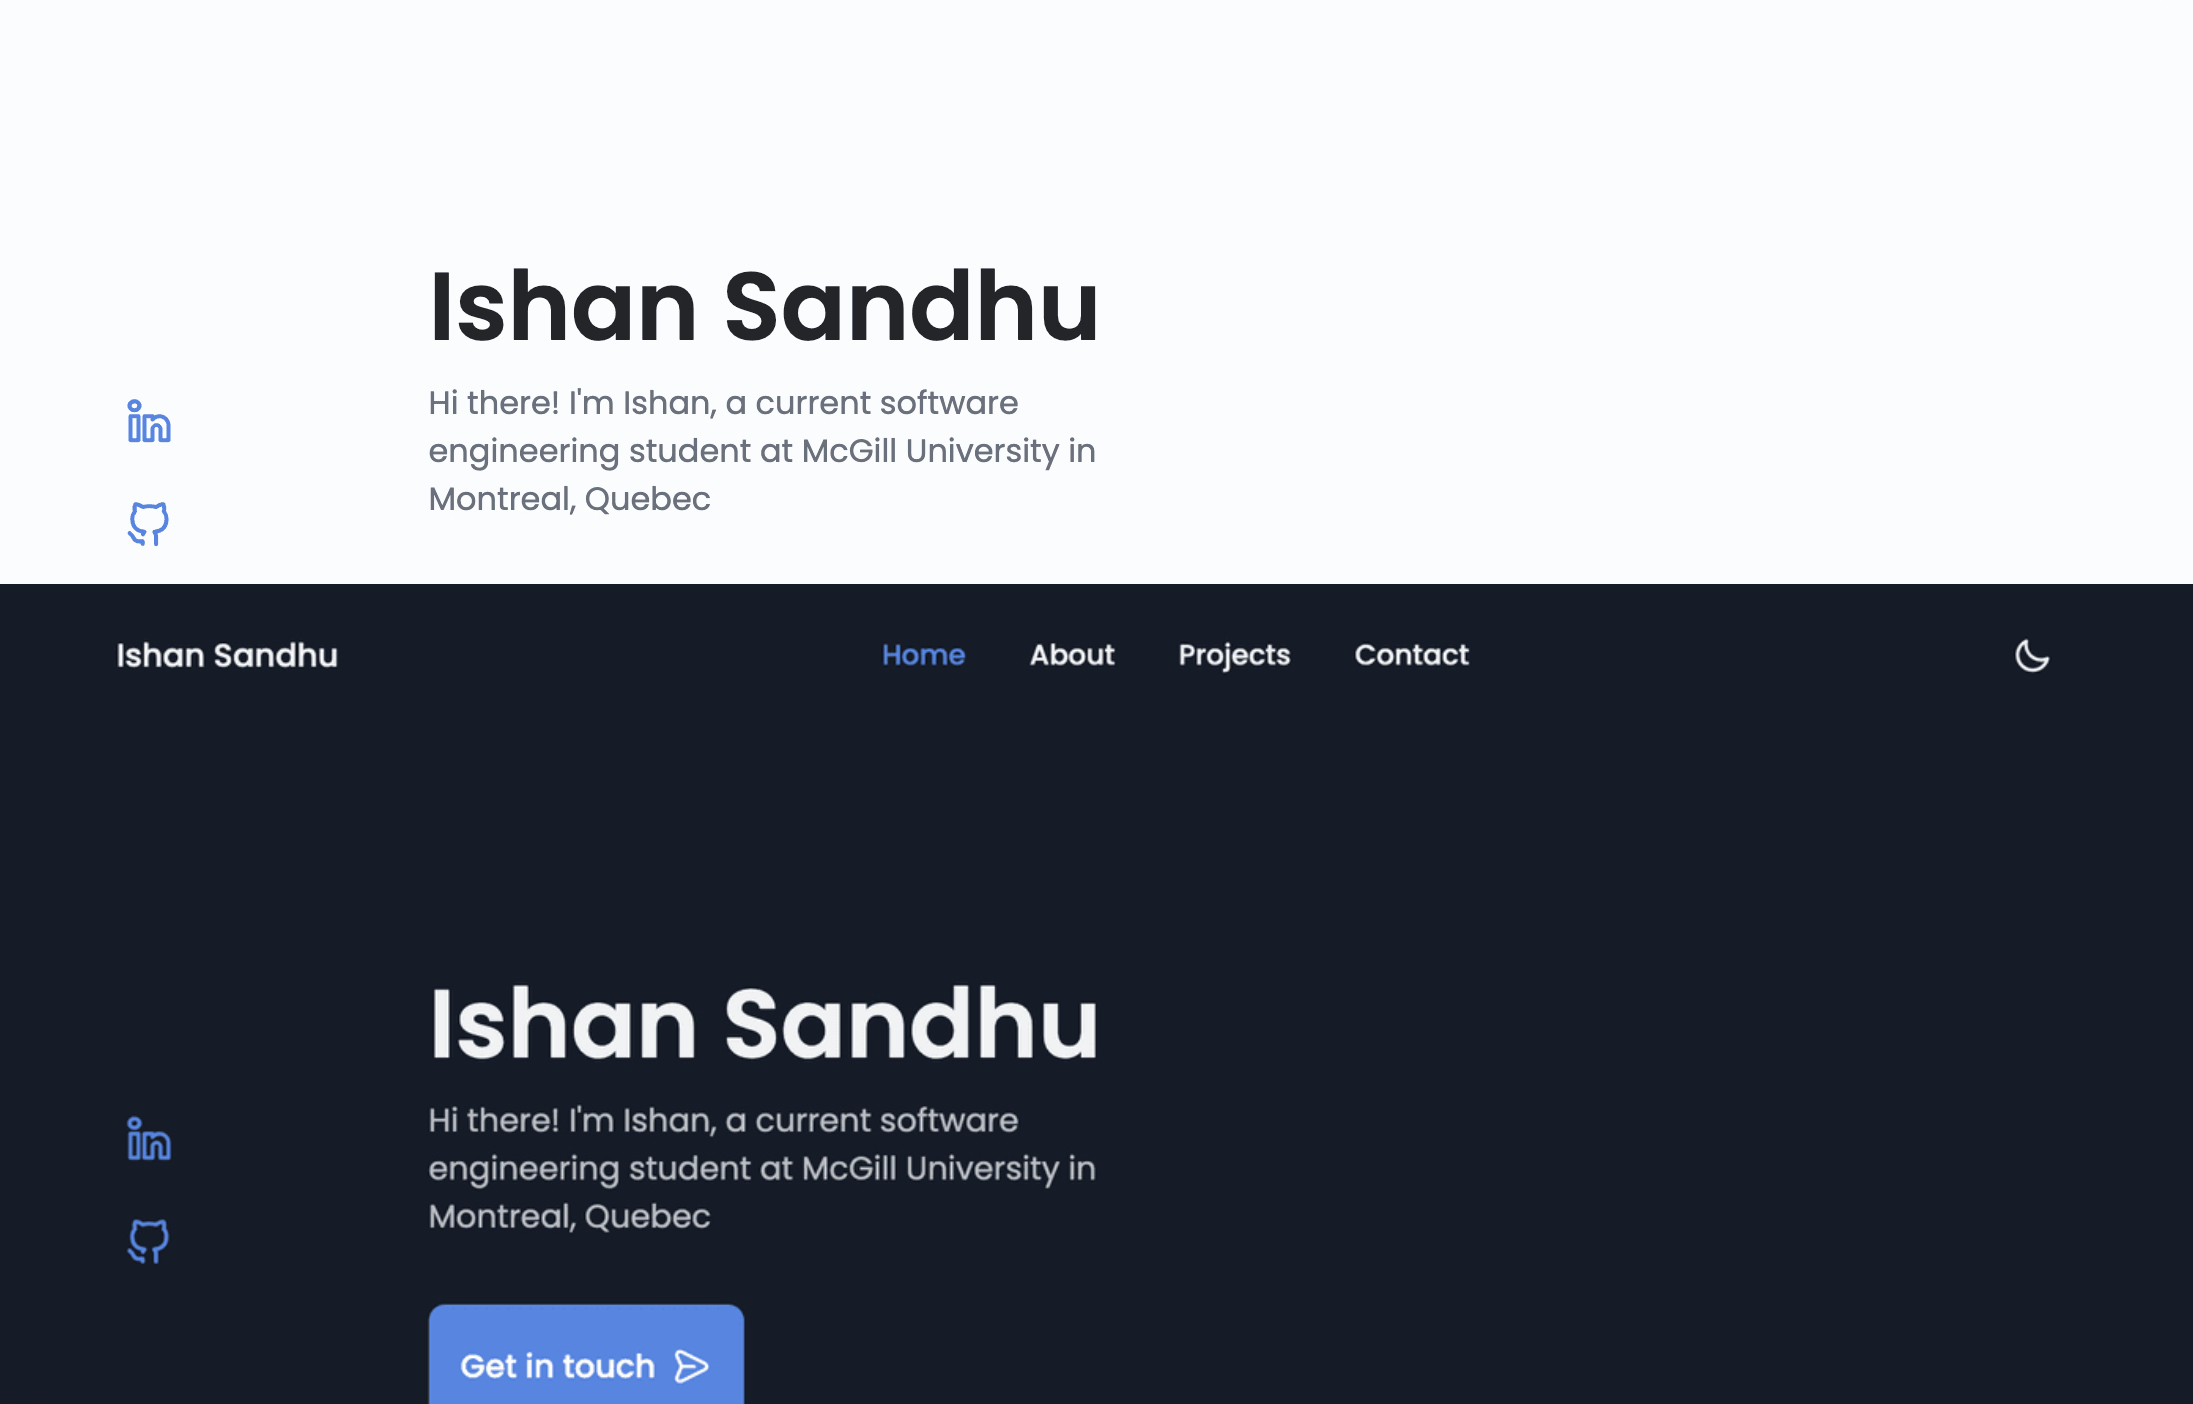 Ishan Sandhu
Hi there! I'm Ishan, a current software
engineering student at McGill University in
Montreal, Quebec
Ishan Sandhu Home About Projects Contact
Ishan Sandhu
Hi there! I'm Ishan, a current software
engineering student at McGill University in
Montreal, Quebec
Get in touch